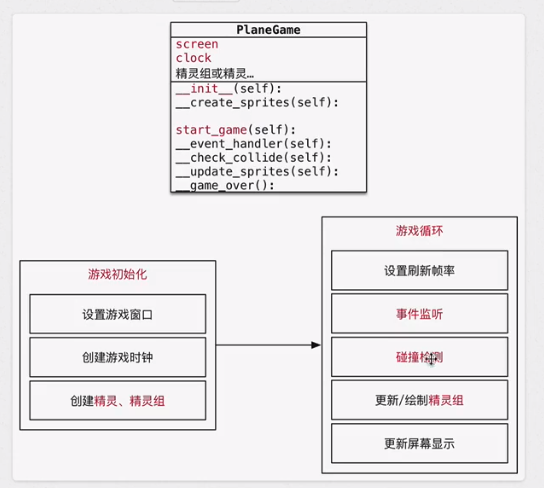 PlaneGame
screen
clock
精灵组或精灵…
__init__(self):
__create_sprites(self):
start_game(self):
__event_handler(self):
__check_collide(self):
__update_sprites(self):
__game_over():
游戏初始化
设置游戏窗口
创建游戏时钟
创建精灵、精灵组
游戏循环
设置刷新帧率
事件监听
碰撞检测
更新/绘制精灵组
更新屏幕显示